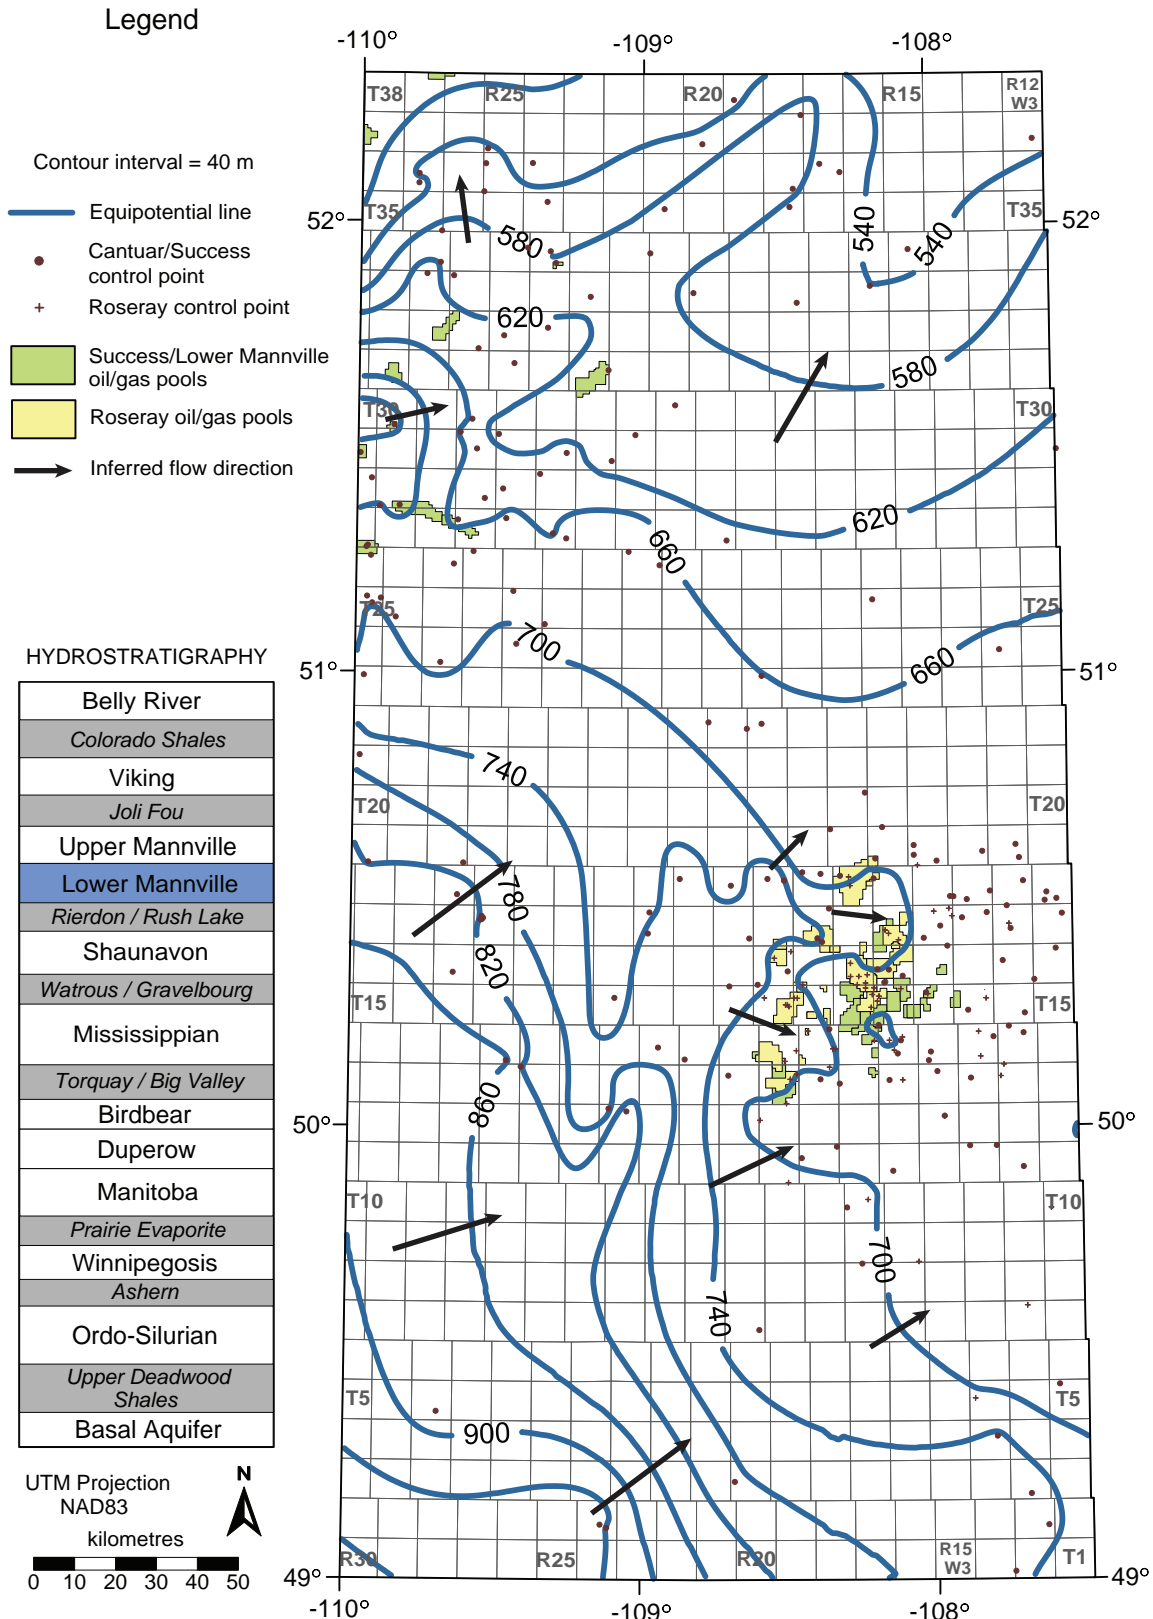 Legend
Contour interval = 40 m
Equipotential line
Cantuar/Success
control point
Roseray control point
Success/Lower Mannville
oil/gas pools
Roseray oil/gas pools
Inferred flow direction
HYDROSTRATIGRAPHY
Belly River
Colorado Shales
Viking
Joli Fou
Upper Mannville
Lower Mannville
Rierdon / Rush Lake
Shaunavon
Watrous / Gravelbourg
Mississippian
Torquay / Big Valley
Birdbear
Duperow
Manitoba
Prairie Evaporite
Winnipegosis
Ashern
Ordo-Silurian
Upper Deadwood
Shales
Basal Aquifer
UTM Projection
NAD83
N
kilometres
0 10 20 30 40 50
-110° -109° -108°
T38 R25 R20 R15 R12
W3
52° T35 T35 52°
580 540 540
620
580
T30 T30
620
660
T25 T25
700
51° 660 51°
740
T20 T20
780
820
T15 T15
860
50° 50°
T10 T10
700
740
T5 T5
900
R30 R25 R20 R15
W3 T1
49° 49°
-110° -109° -108°